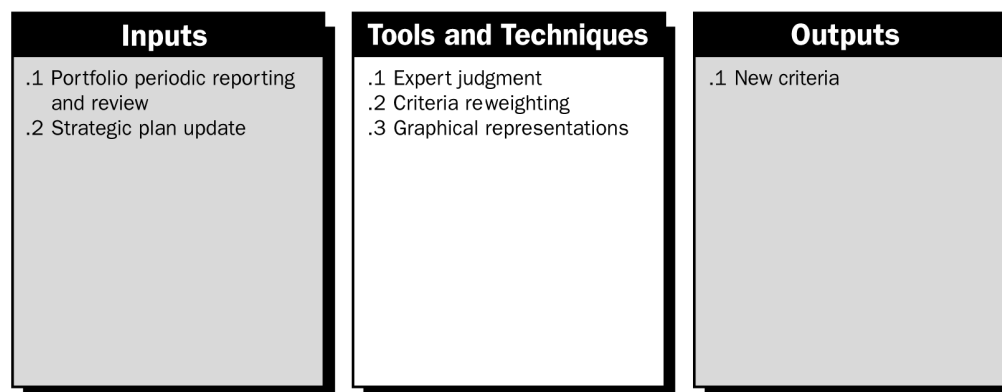 Inputs
.1 Portfolio periodic reporting
and review
.2 Strategic plan update
Tools and Techniques
.1 Expert judgment
.2 Criteria reweighting
.3 Graphical representations
Outputs
.1 New criteria